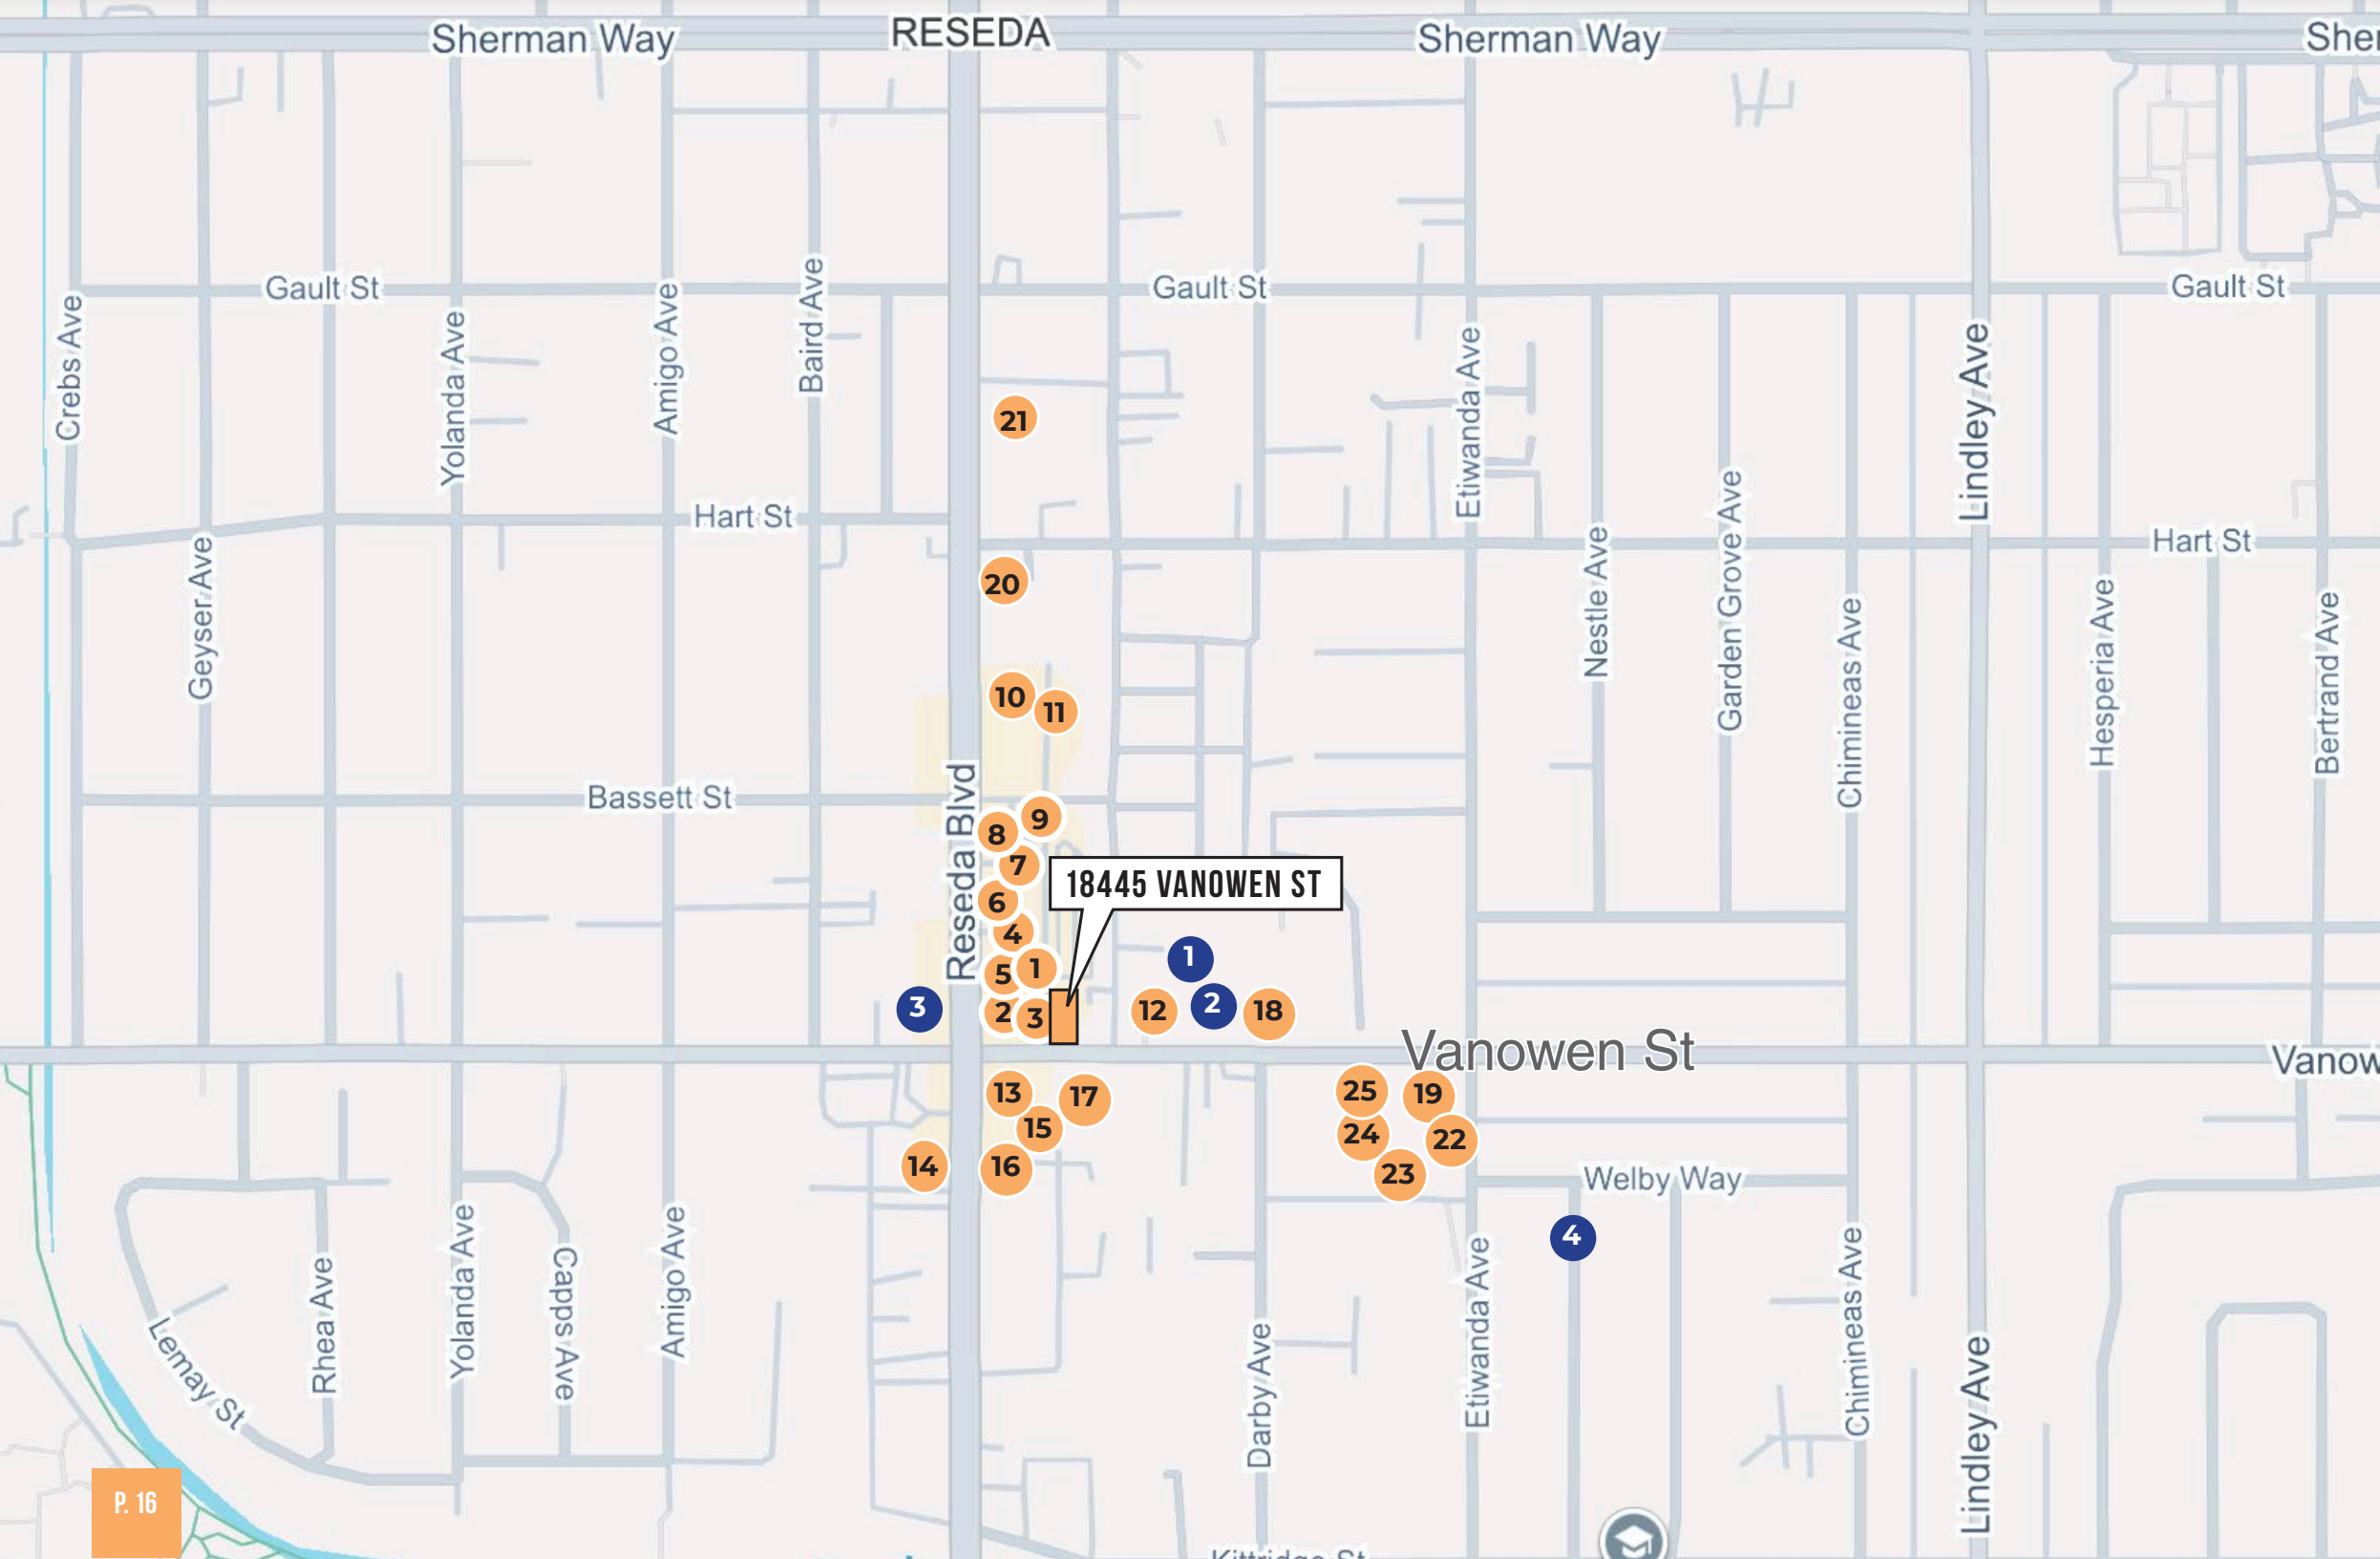 RESEDA
Sherman Way
Sherman Way
Sher
Gault St
Gault St
Gault St
Crebs Ave
Yolanda Ave
Amigo Ave
Baird Ave
Etiwanda Ave
Lindley Ave
21
Hart St
Hart St
Geyser Ave
20
Nestle Ave
Garden Grove Ave
Chimineas Ave
Hesperia Ave
Bertrand Ave
10
11
Bassett St
Reseda Blvd
9
8
7
18445 VANOWEN ST
6
4
5
1
1
3
2
3
12
2
18
Vanowen St
Vanow
13
17
25
19
15
24
22
14
16
23
Welby Way
4
Rhea Ave
Yolanda Ave
Capps Ave
Amigo Ave
Lemay St
Darby Ave
Etiwanda Ave
Chimineas Ave
Lindley Ave
P. 16
Kittridge St